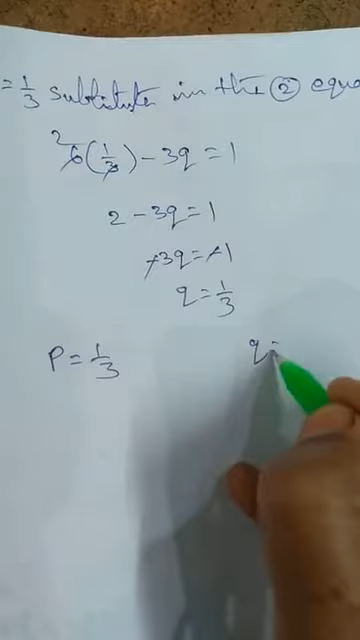 = 1/3 substitute in the ② equa
2
6(1/3) - 3q = 1
2 - 3q = 1
-3q = -1
q = 1/3
P = 1/3 q =